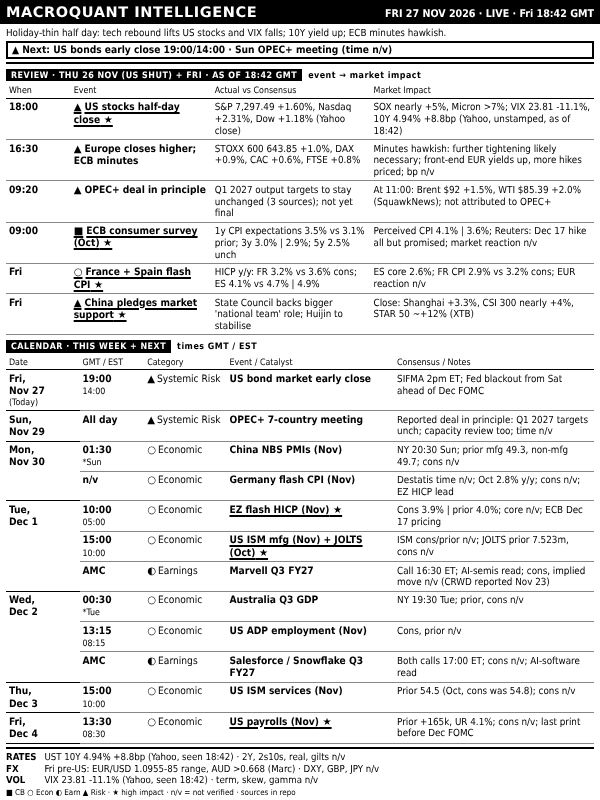 MACROQUANT INTELLIGENCE FRI 27 NOV 2026 · LIVE · Fri 18:42 GMT
Holiday-thin half day: tech rebound lifts US stocks and VIX falls; 10Y yield up; ECB minutes hawkish.
▲ Next: US bonds early close 19:00/14:00 · Sun OPEC+ meeting (time n/v)
REVIEW · THU 26 NOV (US SHUT) + FRI · AS OF 18:42 GMT event → market impact
When Event Actual vs Consensus Market Impact
18:00 ▲ US stocks half-day close ★ S&P 7,297.49 +1.60%, Nasdaq +2.31%, Dow +1.18% (Yahoo close) SOX nearly +5%, Micron >7%; VIX 23.81 -11.1%, 10Y 4.94% +8.8bp (Yahoo, unstamped, as of 18:42)
16:30 ▲ Europe closes higher; ECB minutes STOXX 600 643.85 +1.0%, DAX +0.9%, CAC +0.6%, FTSE +0.8% Minutes hawkish: further tightening likely necessary; front-end EUR yields up, more hikes priced; bp n/v
09:20 ▲ OPEC+ deal in principle Q1 2027 output targets to stay unchanged (3 sources); not yet final At 11:00: Brent $92 +1.5%, WTI $85.39 +2.0% (SquawkNews); not attributed to OPEC+
09:00 ■ ECB consumer survey (Oct) ★ 1y CPI expectations 3.5% vs 3.1% prior; 3y 3.0% | 2.9%; 5y 2.5% unch Perceived CPI 4.1% | 3.6%; Reuters: Dec 17 hike all but promised; market reaction n/v
Fri ○ France + Spain flash CPI ★ HICP y/y: FR 3.2% vs 3.6% cons; ES 4.1% vs 4.7% | 4.9% ES core 2.6%; FR CPI 2.9% vs 3.2% cons; EUR reaction n/v
Fri ▲ China pledges market support ★ State Council backs bigger 'national team' role; Huijin to stabilise Close: Shanghai +3.3%, CSI 300 nearly +4%, STAR 50 ~+12% (XTB)
CALENDAR · THIS WEEK + NEXT times GMT / EST
Date GMT / EST Category Event / Catalyst Consensus / Notes
Fri, Nov 27 (Today) 19:00 14:00 ▲ Systemic Risk US bond market early close SIFMA 2pm ET; Fed blackout from Sat ahead of Dec FOMC
Sun, Nov 29 All day ▲ Systemic Risk OPEC+ 7-country meeting Reported deal in principle: Q1 2027 targets unch; capacity review too; time n/v
Mon, Nov 30 01:30 *Sun ○ Economic China NBS PMIs (Nov) NY 20:30 Sun; prior mfg 49.3, non-mfg 49.7; cons n/v
n/v ○ Economic Germany flash CPI (Nov) Destatis time n/v; Oct 2.8% y/y; cons n/v; EZ HICP lead
Tue, Dec 1 10:00 05:00 ○ Economic EZ flash HICP (Nov) ★ Cons 3.9% | prior 4.0%; core n/v; ECB Dec 17 pricing
15:00 10:00 ○ Economic US ISM mfg (Nov) + JOLTS (Oct) ★ ISM cons/prior n/v; JOLTS prior 7.523m, cons n/v
AMC ◐ Earnings Marvell Q3 FY27 Call 16:30 ET; AI-semis read; cons, implied move n/v (CRWD reported Nov 23)
Wed, Dec 2 00:30 *Tue ○ Economic Australia Q3 GDP NY 19:30 Tue; prior, cons n/v
13:15 08:15 ○ Economic US ADP employment (Nov) Cons, prior n/v
AMC ◐ Earnings Salesforce / Snowflake Q3 FY27 Both calls 17:00 ET; cons n/v; AI-software read
Thu, Dec 3 15:00 10:00 ○ Economic US ISM services (Nov) Prior 54.5 (Oct, cons was 54.8); cons n/v
Fri, Dec 4 13:30 08:30 ○ Economic US payrolls (Nov) ★ Prior +165k, UR 4.1%; cons n/v; last print before Dec FOMC
RATES UST 10Y 4.94% +8.8bp (Yahoo, seen 18:42) · 2Y, 2s10s, real, gilts n/v
FX Fri pre-US: EUR/USD 1.0955-85 range, AUD >0.668 (Marc) · DXY, GBP, JPY n/v
VOL VIX 23.81 -11.1% (Yahoo, seen 18:42) · term, skew, gamma n/v
■ CB ○ Econ ◐ Earn ▲ Risk · ★ high impact · n/v = not verified · sources in repo